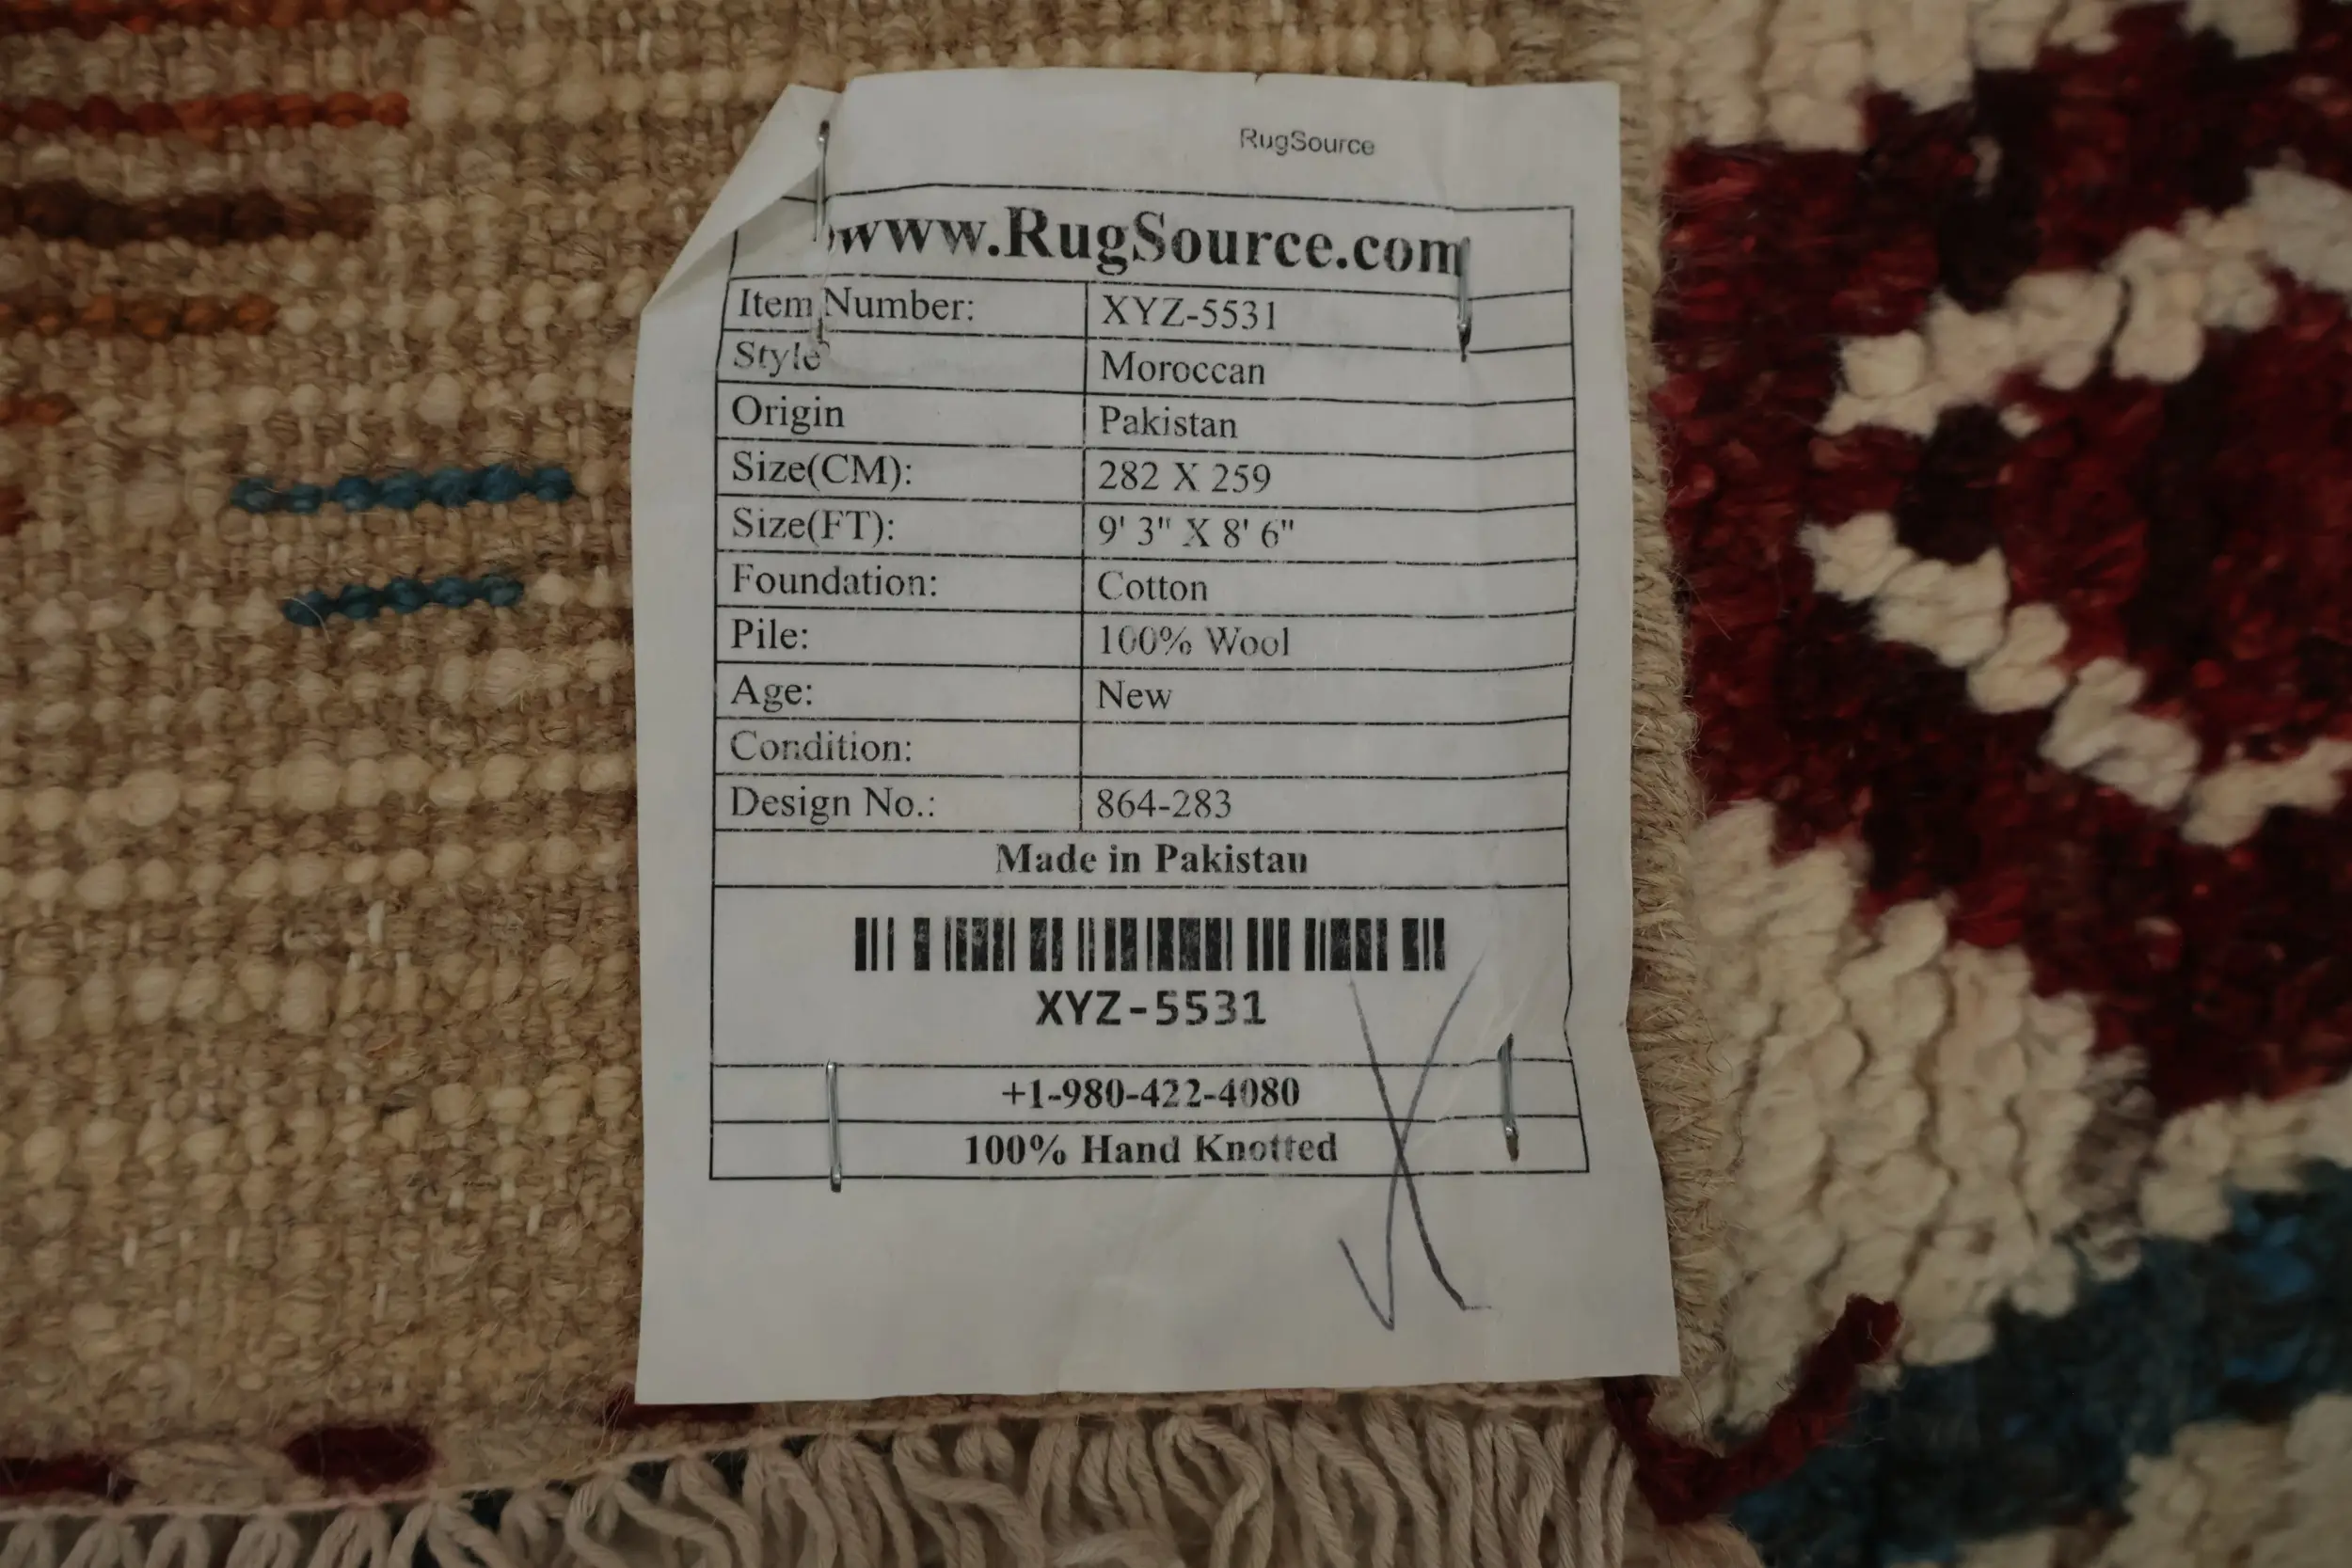 RugSource
www.RugSource.com
Item Number: XYZ-5531
Style Moroccan
Origin Pakistan
Size(CM): 282 X 259
Size(FT): 9' 3" X 8' 6"
Foundation: Cotton
Pile: 100% Wool
Age: New
Condition:
Design No.: 864-283
Made in Pakistan
XYZ-5531
+1-980-422-4080
100% Hand Knotted